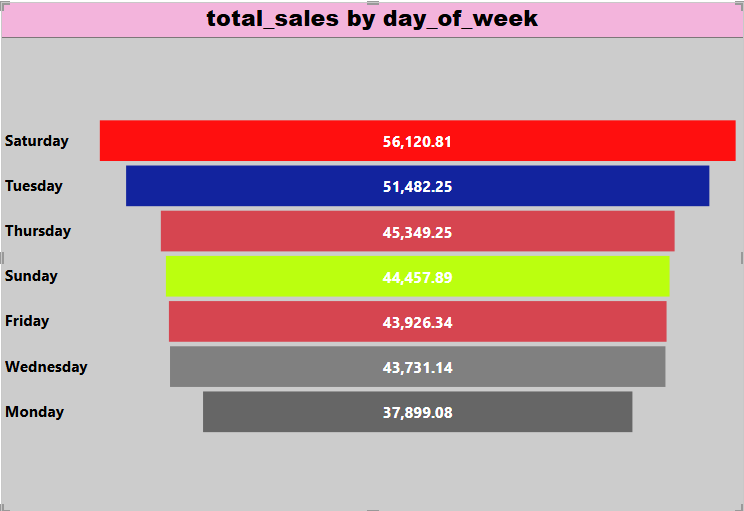 total_sales by day_of_week
Saturday 56,120.81
Tuesday 51,482.25
Thursday 45,349.25
Sunday 44,457.89
Friday 43,926.34
Wednesday 43,731.14
Monday 37,899.08